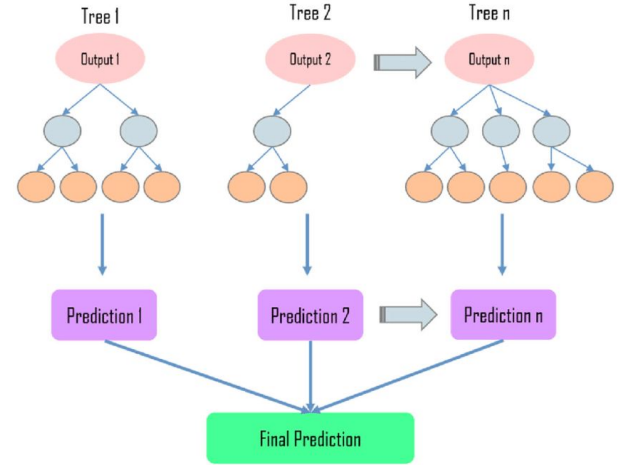 Tree 1
Tree 2
Tree n
Output 1
Output 2
Output n
Prediction 1
Prediction 2
Prediction n
Final Prediction